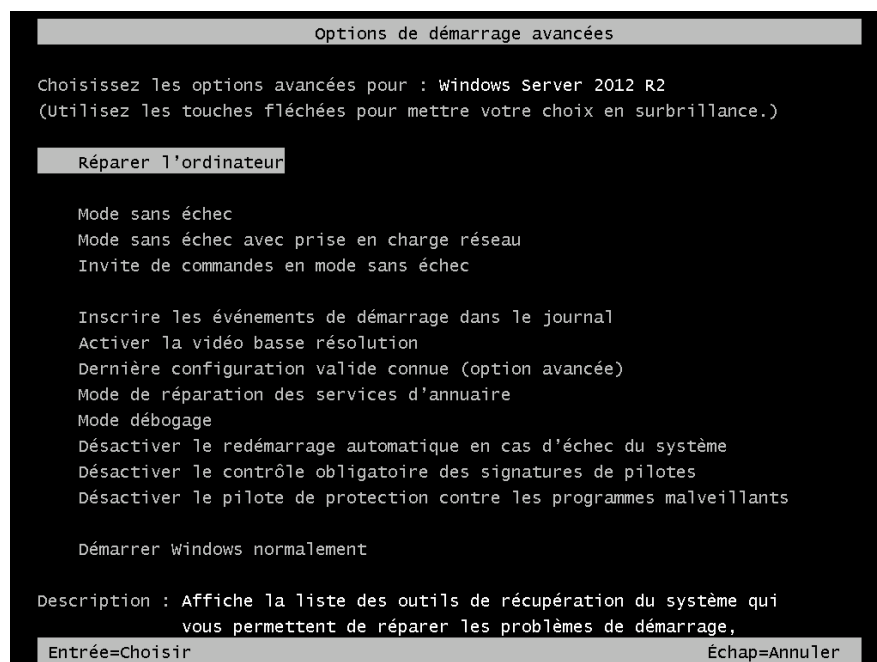 Options de démarrage avancées
Choisissez les options avancées pour : Windows Server 2012 R2
(Utilisez les touches fléchées pour mettre votre choix en surbrillance.)
Réparer l'ordinateur
Mode sans échec
Mode sans échec avec prise en charge réseau
Invite de commandes en mode sans échec
Inscrire les événements de démarrage dans le journal
Activer la vidéo basse résolution
Dernière configuration valide connue (option avancée)
Mode de réparation des services d'annuaire
Mode débogage
Désactiver le redémarrage automatique en cas d'échec du système
Désactiver le contrôle obligatoire des signatures de pilotes
Désactiver le pilote de protection contre les programmes malveillants
Démarrer Windows normalement
Description : Affiche la liste des outils de récupération du système qui
vous permettent de réparer les problèmes de démarrage,
Entrée=Choisir Échap=Annuler